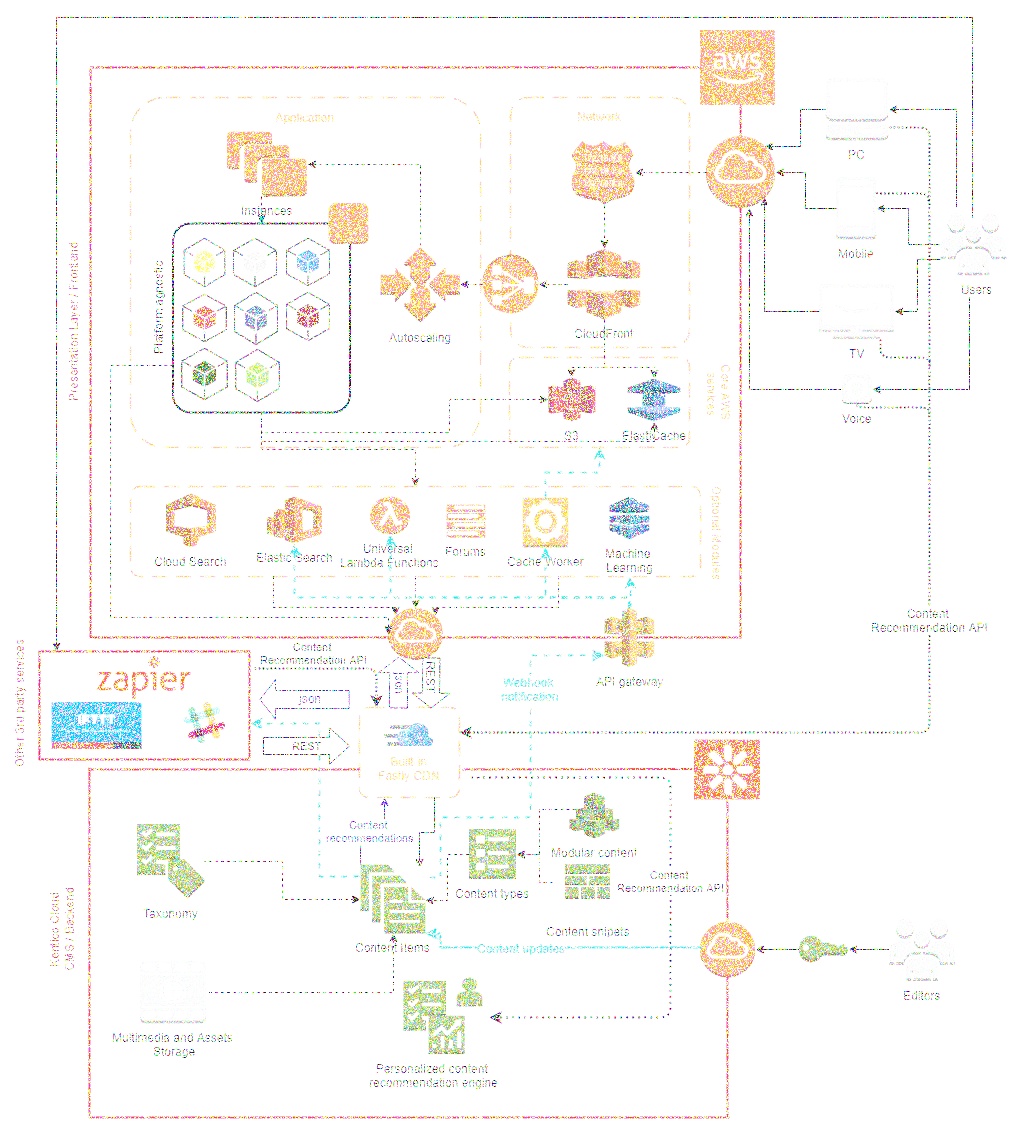 aws
Application
Network
PC
Instances
Mobile
Users
Presentation Layer / Frontend
Platform agnostic
Autoscaling
CloudFront
TV
Core AWS
services
S3
ElastiCache
Voice
Optional Modules
Cloud Search
Elastic Search
Universal
Lambda Functions
Forums
Cache Worker
Machine
Learning
Content
Recommendation API
Content
Recommendation API
Other 3rd party services
zapier
IFTTT
json
REST
REST
Webhook
notification
API gateway
Built in
Fastly CDN
Content
recommendations
Modular content
Content types
Content
Recommendation API
Taxonomy
Content snipets
Content items
Content updates
Kentico Cloud
CMS / Backend
Editors
Multimedia and Assets
Storage
Personalized content
recommendation engine